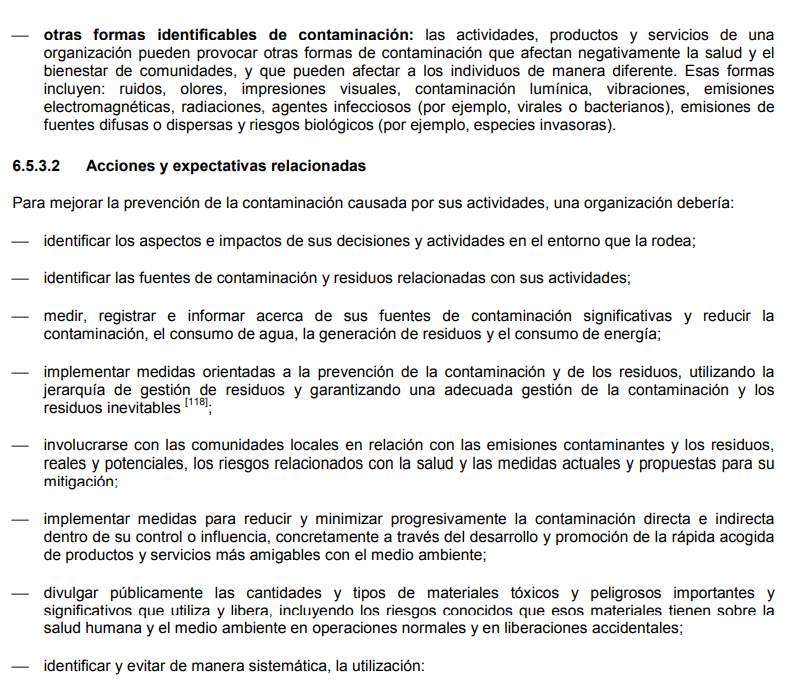 — otras formas identificables de contaminación: las actividades, productos y servicios de una
organización pueden provocar otras formas de contaminación que afectan negativamente la salud y el
bienestar de comunidades, y que pueden afectar a los individuos de manera diferente. Esas formas
incluyen: ruidos, olores, impresiones visuales, contaminación lumínica, vibraciones, emisiones
electromagnéticas, radiaciones, agentes infecciosos (por ejemplo, virales o bacterianos), emisiones de
fuentes difusas o dispersas y riesgos biológicos (por ejemplo, especies invasoras).
6.5.3.2 Acciones y expectativas relacionadas
Para mejorar la prevención de la contaminación causada por sus actividades, una organización debería:
— identificar los aspectos e impactos de sus decisiones y actividades en el entorno que la rodea;
— identificar las fuentes de contaminación y residuos relacionadas con sus actividades;
— medir, registrar e informar acerca de sus fuentes de contaminación significativas y reducir la
contaminación, el consumo de agua, la generación de residuos y el consumo de energía;
— implementar medidas orientadas a la prevención de la contaminación y de los residuos, utilizando la
jerarquía de gestión de residuos y garantizando una adecuada gestión de la contaminación y los
residuos inevitables [118];
— involucrarse con las comunidades locales en relación con las emisiones contaminantes y los residuos,
reales y potenciales, los riesgos relacionados con la salud y las medidas actuales y propuestas para su
mitigación;
— implementar medidas para reducir y minimizar progresivamente la contaminación directa e indirecta
dentro de su control o influencia, concretamente a través del desarrollo y promoción de la rápida acogida
de productos y servicios más amigables con el medio ambiente;
— divulgar públicamente las cantidades y tipos de materiales tóxicos y peligrosos importantes y
significativos que utiliza y libera, incluyendo los riesgos conocidos que esos materiales tienen sobre la
salud humana y el medio ambiente en operaciones normales y en liberaciones accidentales;
— identificar y evitar de manera sistemática, la utilización: